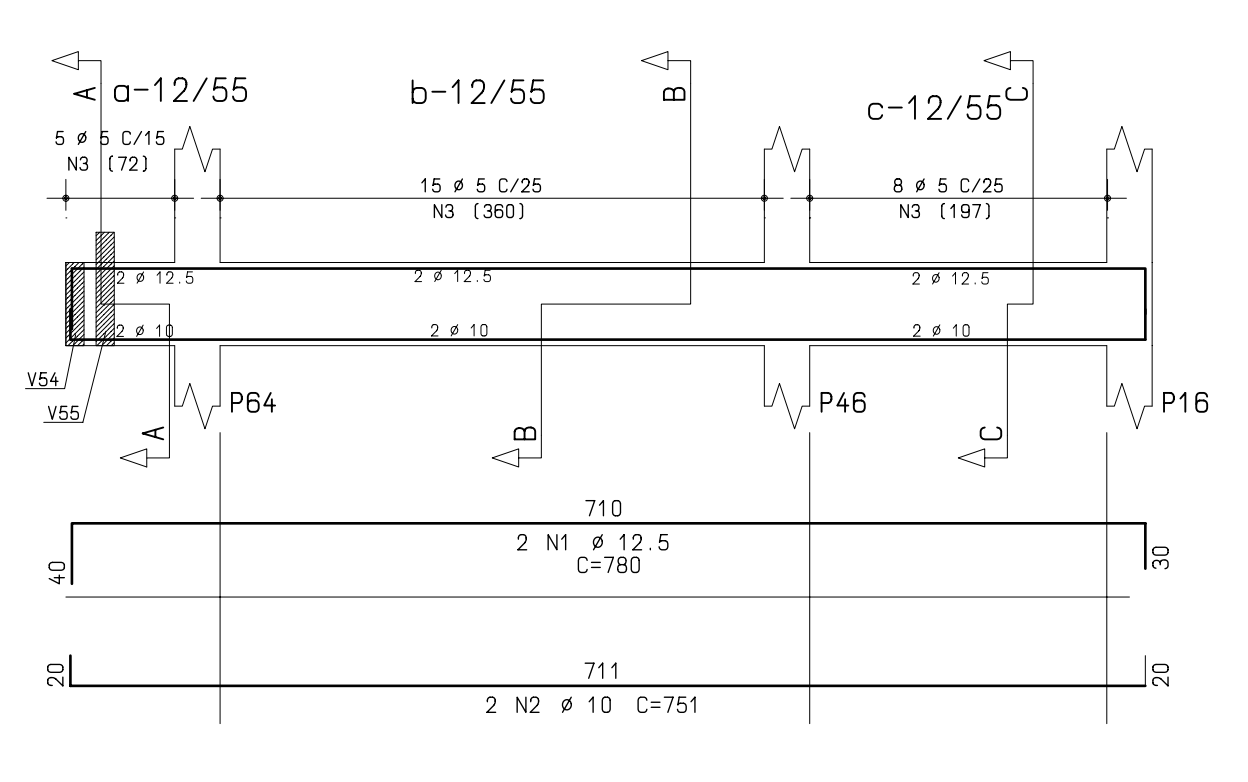 A a-12/55 b-12/55 B c-12/55 C
5 ø 5 C/15
N3 (72)
15 ø 5 C/25
N3 (360)
8 ø 5 C/25
N3 (197)
2 ø 12.5 2 ø 12.5 2 ø 12.5
2 ø 10 2 ø 10 2 ø 10
V54
V55
P64 P46 P16
A B C
710
2 N1 ø 12.5
C=780
40 30
711
20 20
2 N2 ø 10 C=751